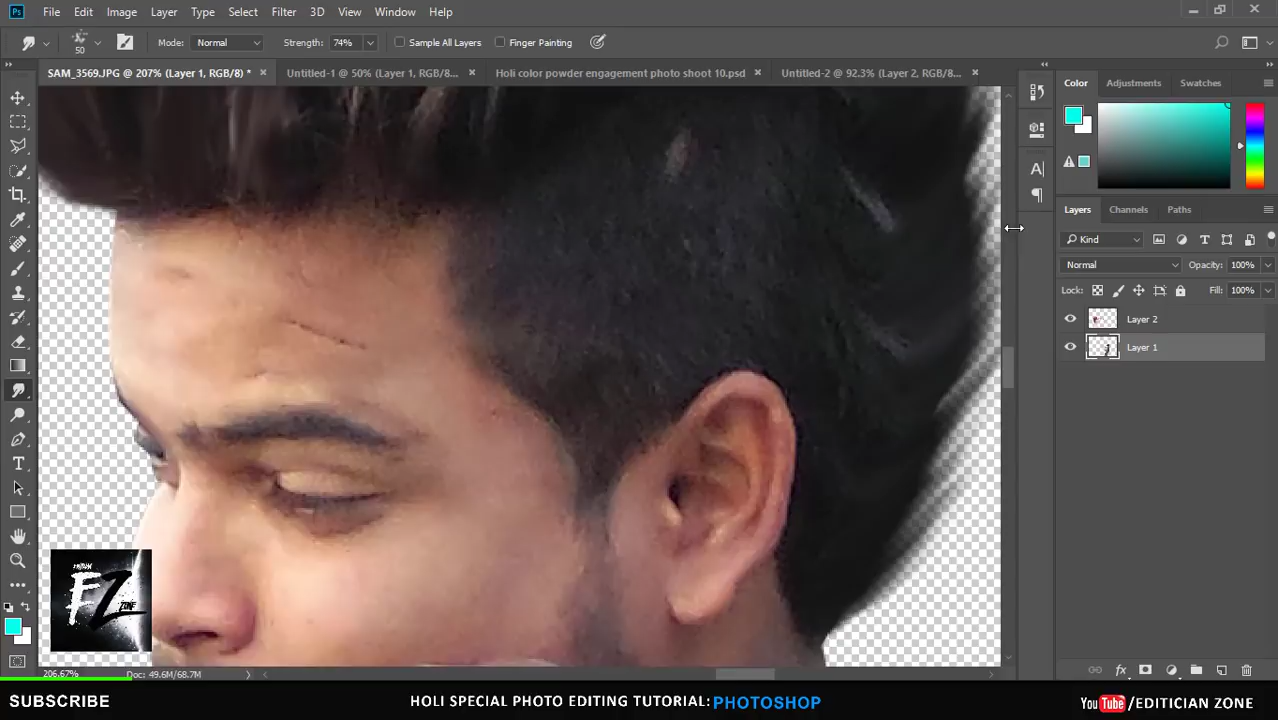 Ps File Edit Image Layer Type Select Filter 3D View Window Help
50 Mode: Normal Strength: 74% Sample All Layers Finger Painting
SAM_3569.JPG @ 207% (Layer 1, RGB/8) * × Untitled-1 @ 50% (Layer 1, RGB/8... × Holi color powder engagement photo shoot 10.psd × Untitled-2 @ 92.3% (Layer 2, RGB/8... ×
Color Adjustments Swatches
Layers Channels Paths
Kind
Normal Opacity: 100%
Lock: Fill: 100%
Layer 2
Layer 1
FZ
ZONE
206.67% Doc: 49.6M/68.7M
SUBSCRIBE HOLI SPECIAL PHOTO EDITING TUTORIAL:PHOTOSHOP YouTube/EDITICIAN ZONE